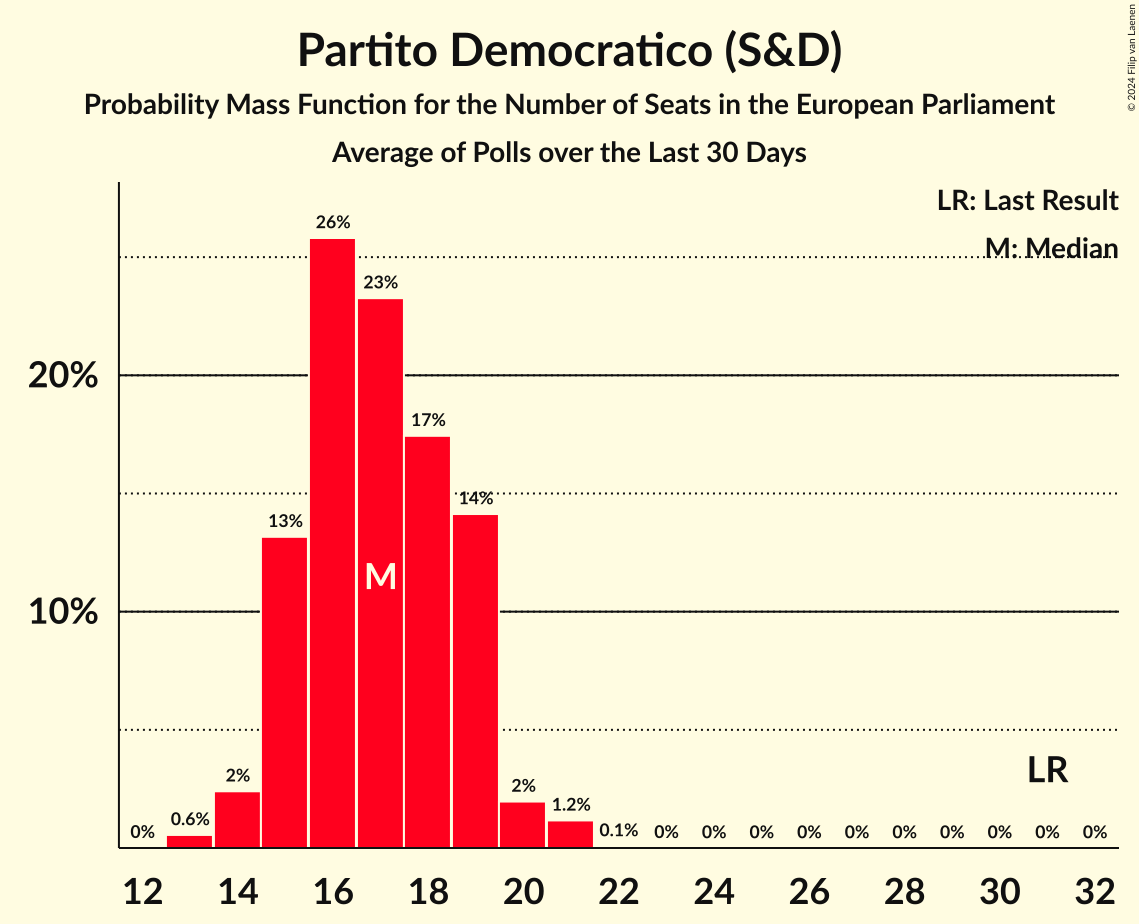 Partito Democratico (S&D)
Probability Mass Function for the Number of Seats in the European Parliament
Average of Polls over the Last 30 Days
© 2024 Filip van Laenen
LR: Last Result
M: Median
20%
10%
0%
0.6%
2%
13%
26%
23%
17%
14%
2%
1.2%
0.1%
0%
0%
0%
0%
0%
0%
0%
0%
0%
0%
M
LR
12 14 16 18 20 22 24 26 28 30 32